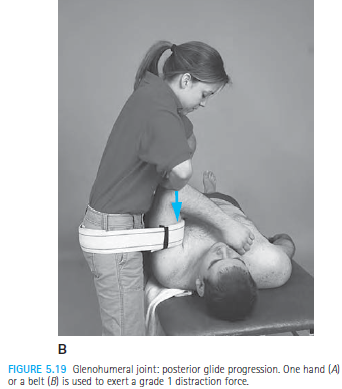 B
FIGURE 5.19 Glenohumeral joint: posterior glide progression. One hand (A)
or a belt (B) is used to exert a grade 1 distraction force.